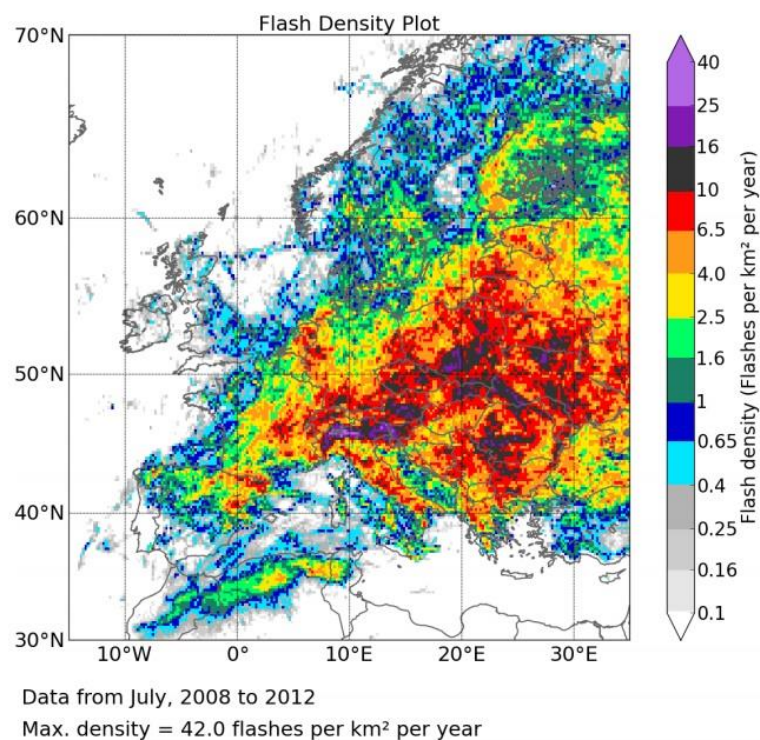 Flash Density Plot
70°N
60°N
50°N
40°N
30°N
10°W
0°
10°E
20°E
30°E
40
25
16
10
6.5
4.0
2.5
1.6
1
0.65
0.4
0.25
0.16
0.1
Flash density (Flashes per km² per year)
Data from July, 2008 to 2012
Max. density = 42.0 flashes per km² per year